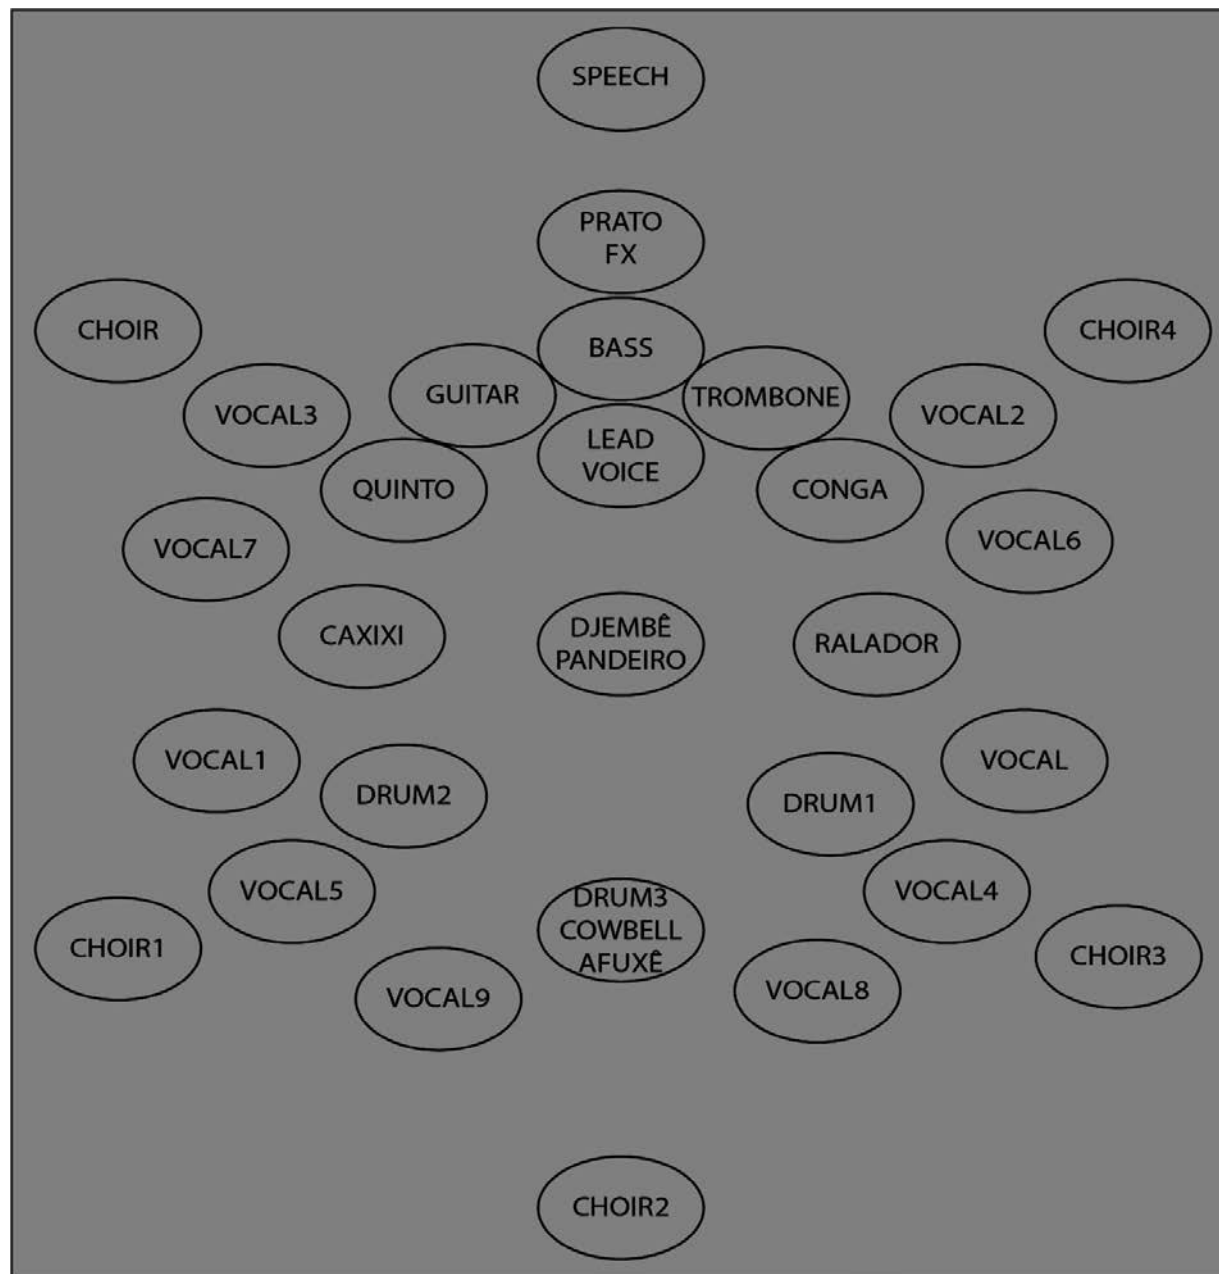 SPEECH
PRATO
FX
CHOIR
CHOIR4
BASS
GUITAR
TROMBONE
VOCAL3
VOCAL2
LEAD
VOICE
QUINTO
CONGA
VOCAL7
VOCAL6
CAXIXI
DJEMBÊ
PANDEIRO
RALADOR
VOCAL1
VOCAL
DRUM2
DRUM1
VOCAL5
VOCAL4
DRUM3
COWBELL
AFUXÊ
CHOIR1
CHOIR3
VOCAL9
VOCAL8
CHOIR2